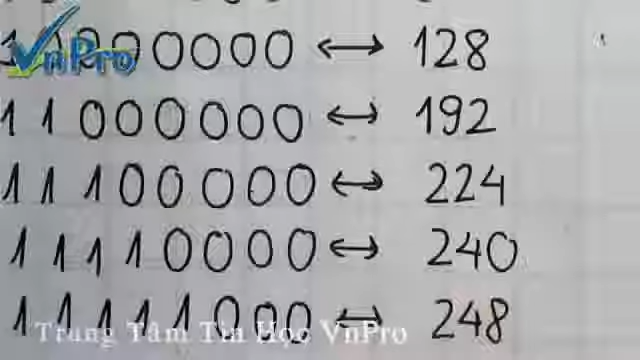 VnPro
10000000 ↔ 128
11000000 ↔ 192
11100000 ↔ 224
11110000 ↔ 240
11111000 ↔ 248
Trung Tâm Tin Học VnPro